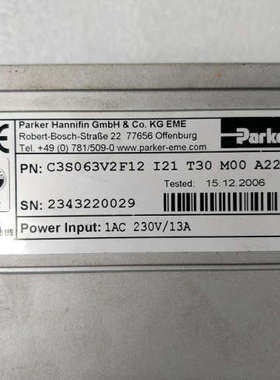 Parker Hannifin GmbH & Co. KG EME
Robert-Bosch-Straße 22 77656 Offenburg
Tel. +49 (0) 781/509-0 www.parker-eme.com
Parker
PN: C3S063V2F12 I21 T30 M00 A22
Tested: 15.12.2006
SN: 2343220029
Power Input: 1AC 230V/13A